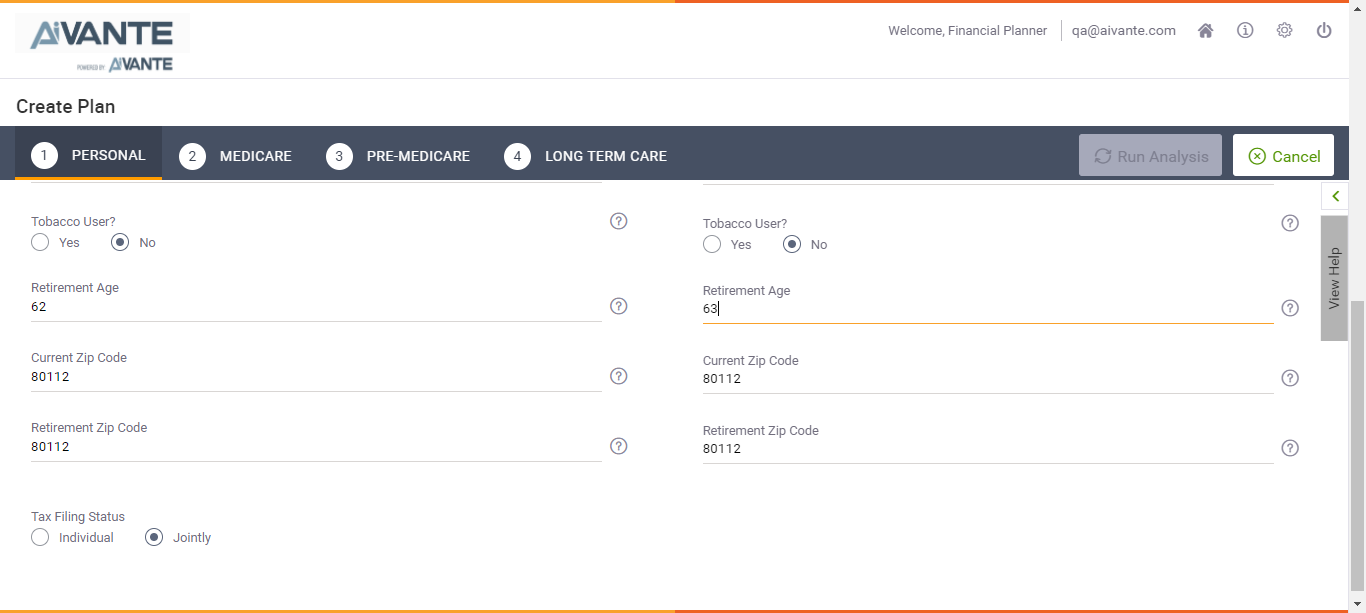 AiVANTE
POWERED BY AiVANTE
Welcome, Financial Planner
qa@aivante.com
Create Plan
1 PERSONAL
2 MEDICARE
3 PRE-MEDICARE
4 LONG TERM CARE
Run Analysis
Cancel
Tobacco User?
Yes No
Retirement Age
62
Current Zip Code
80112
Retirement Zip Code
80112
Tax Filing Status
Individual Jointly
Tobacco User?
Yes No
Retirement Age
63
Current Zip Code
80112
Retirement Zip Code
80112
View Help